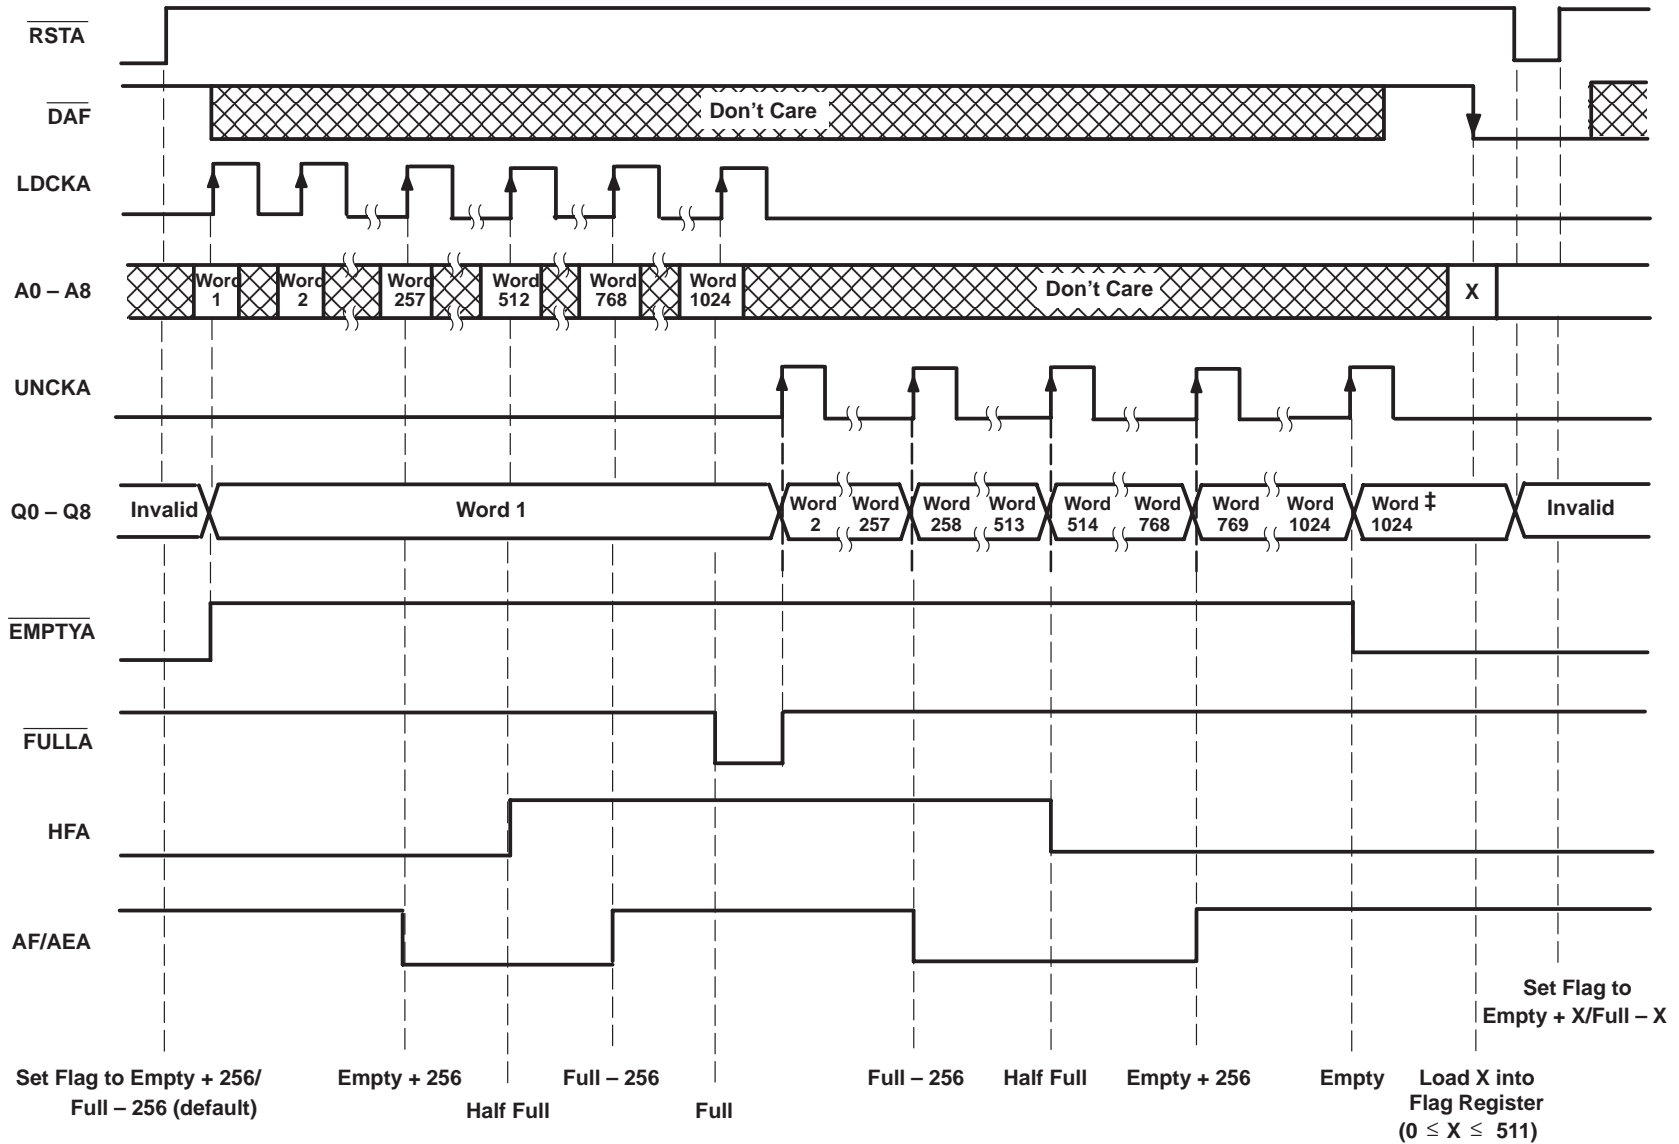 RSTA
DAF
Don't Care
LDCKA
A0 – A8
Word 1
Word 2
Word 257
Word 512
Word 768
Word 1024
Don't Care
X
UNCKA
Q0 – Q8
Invalid
Word 1
Word 2
Word 257
Word 258
Word 513
Word 514
Word 768
Word 769
Word 1024
Word ‡ 1024
Invalid
EMPTYA
FULLA
HFA
AF/AEA
Set Flag to
Empty + X/Full – X
Set Flag to Empty + 256/
Full – 256 (default)
Empty + 256
Half Full
Full – 256
Full
Full – 256
Half Full
Empty + 256
Empty
Load X into
Flag Register
(0 ≤ X ≤ 511)